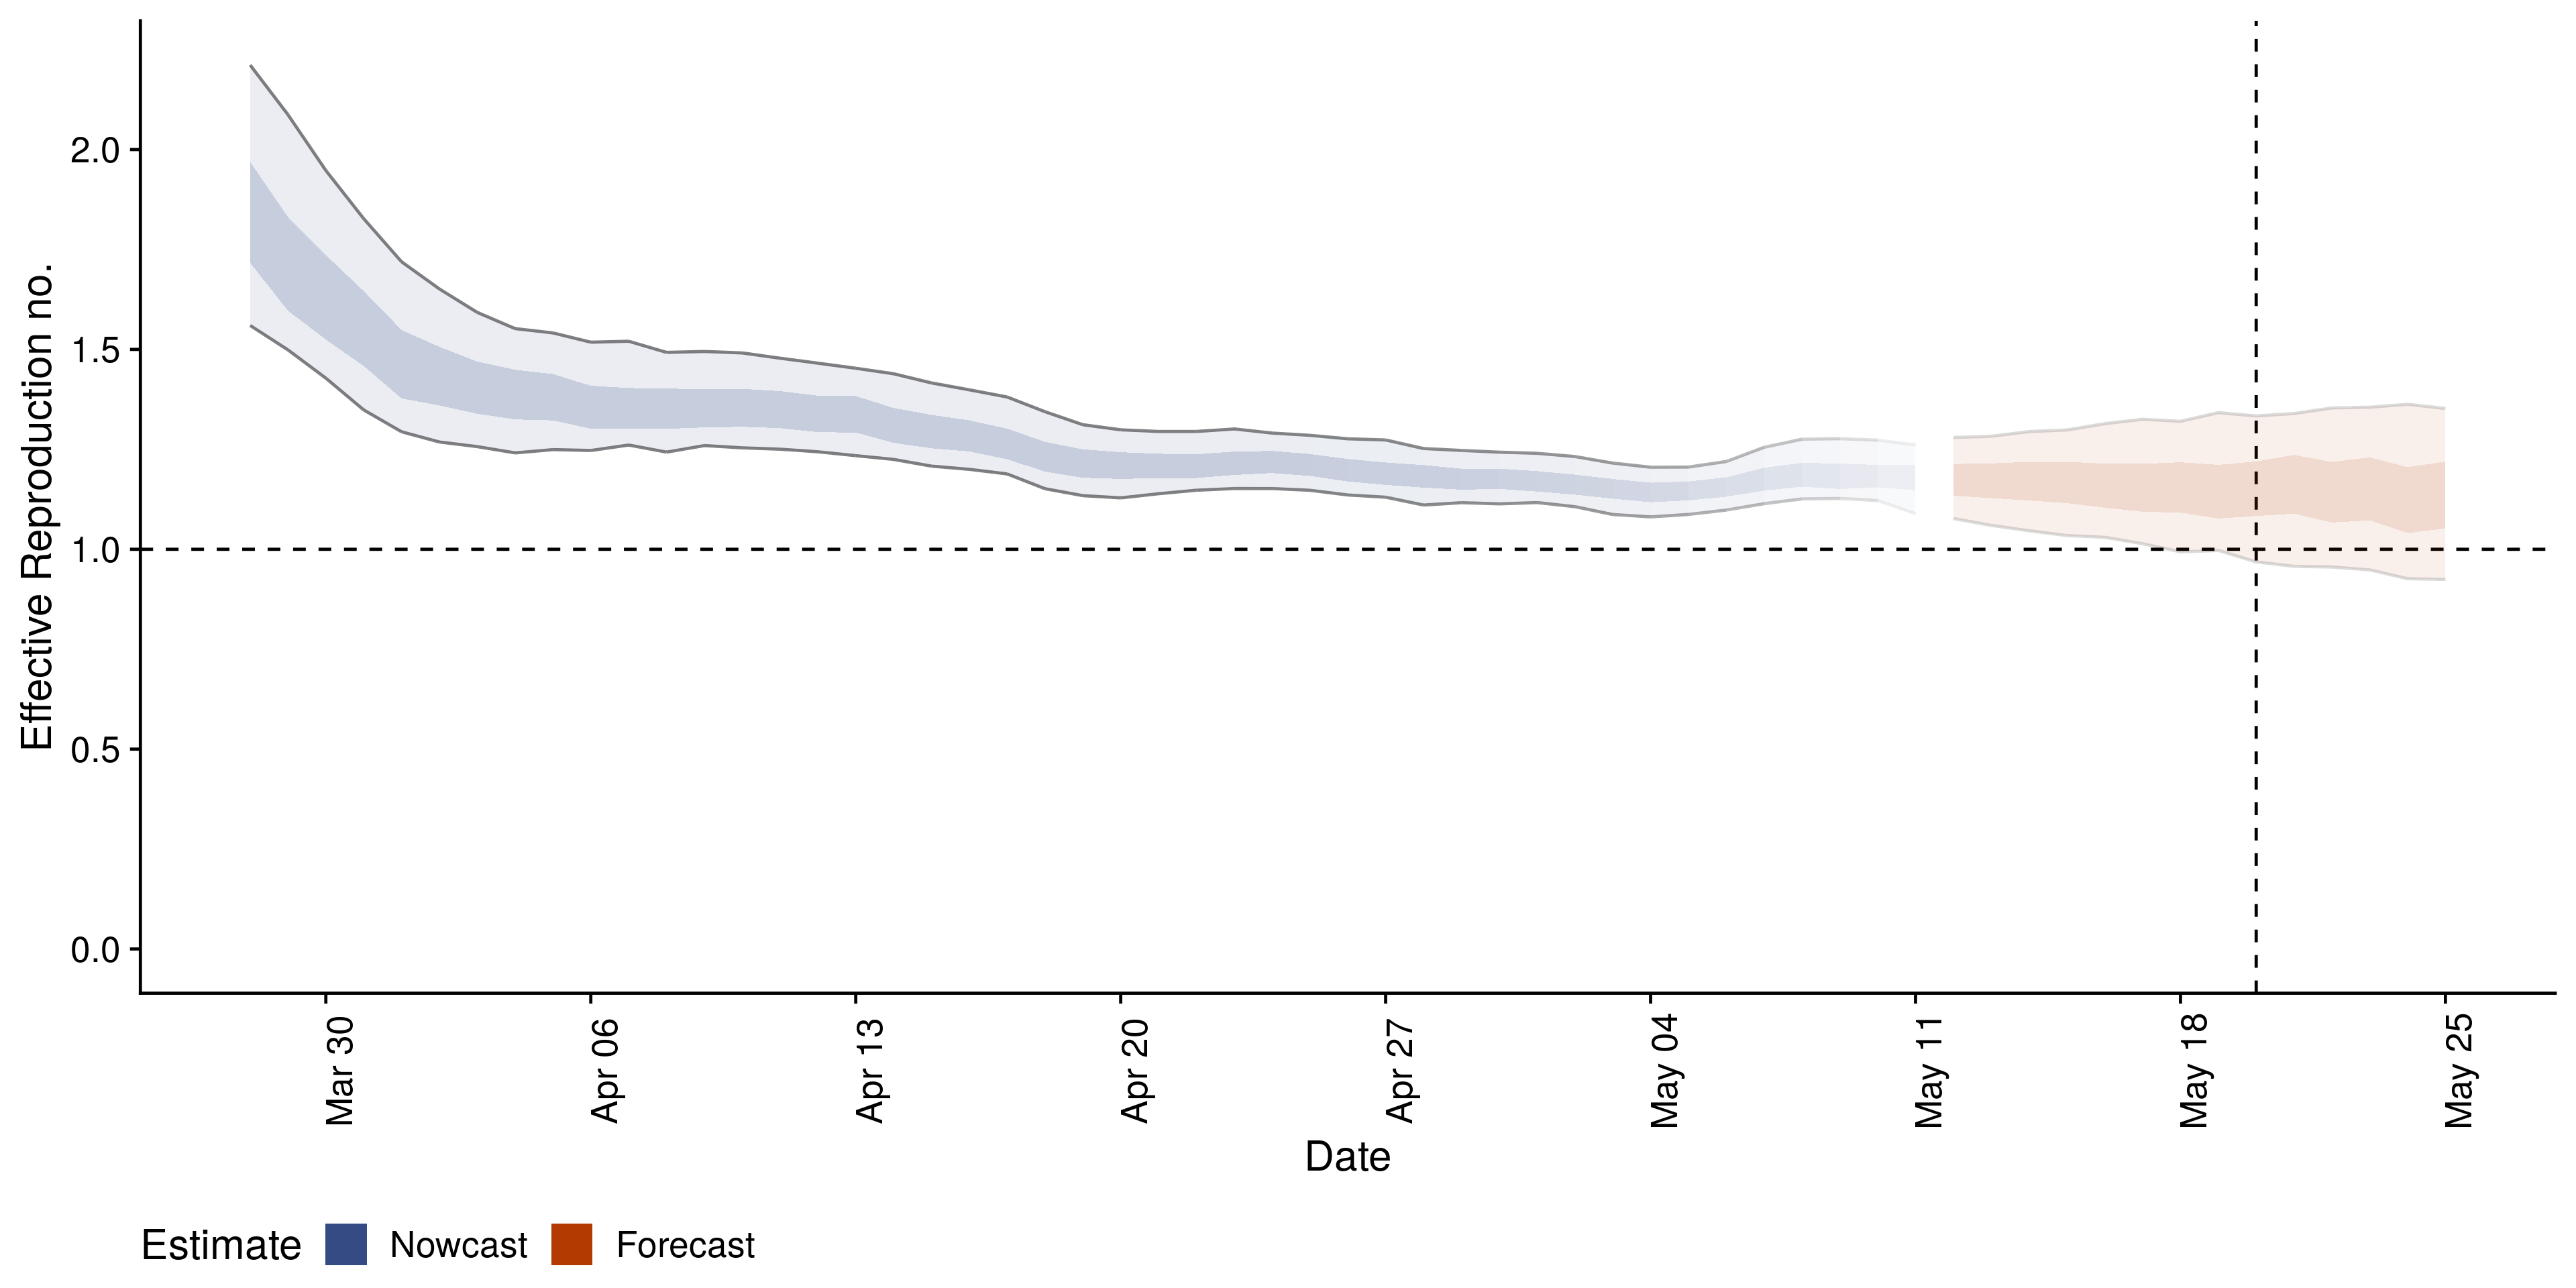 Effective Reproduction no.
2.0
1.5
1.0
0.5
0.0
Mar 30
Apr 06
Apr 13
Apr 20
Apr 27
May 04
May 11
May 18
May 25
Date
Estimate Nowcast Forecast